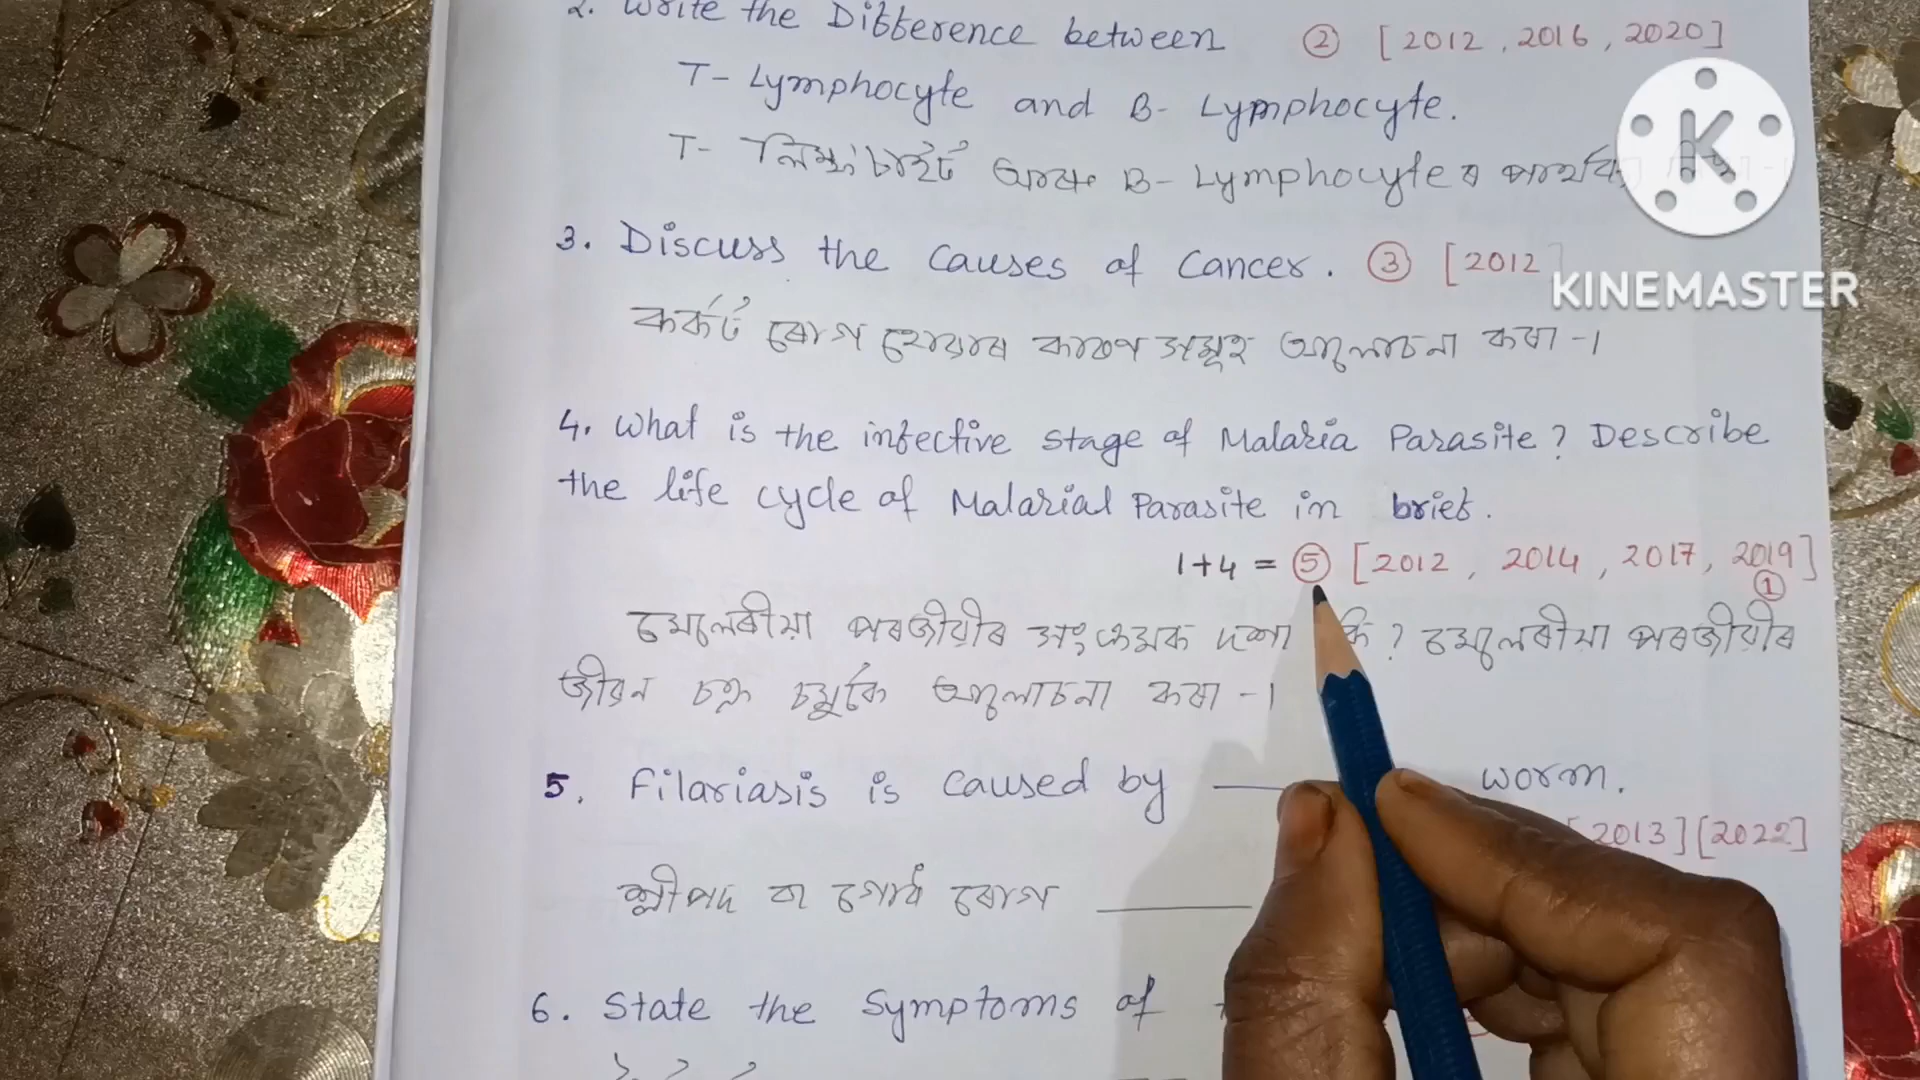 2. Write the Difference between ② [2012, 2016, 2020]
T- Lymphocyte and B- Lymphocyte.
T- লিম্ফ'চাইট আৰু B- Lymphocyte ৰ
KINEMASTER
3. Discuss the Causes of Cancer. ③ [2012
কৰ্কট ৰোগ হোৱাৰ কাৰণ সমূহ আলোচনা কৰা -।
4. What is the infective stage of Malaria Parasite? Describe
the life cycle of Malarial Parasite in brief.
1+4 = ⑤ [2012, 2014, 2017, 2019]
①
মেলেৰীয়া পৰজীৱীৰ সংক্ৰমক দশা কি? মেলেৰীয়া পৰজীৱীৰ
জীৱন চক্ৰ চমুকৈ আলোচনা কৰা -।
5. Filariasis is Caused by ___ worm.
[2013] [2022]
শ্লীপদ বা গোধ ৰোগ ___
6. State the Symptoms of